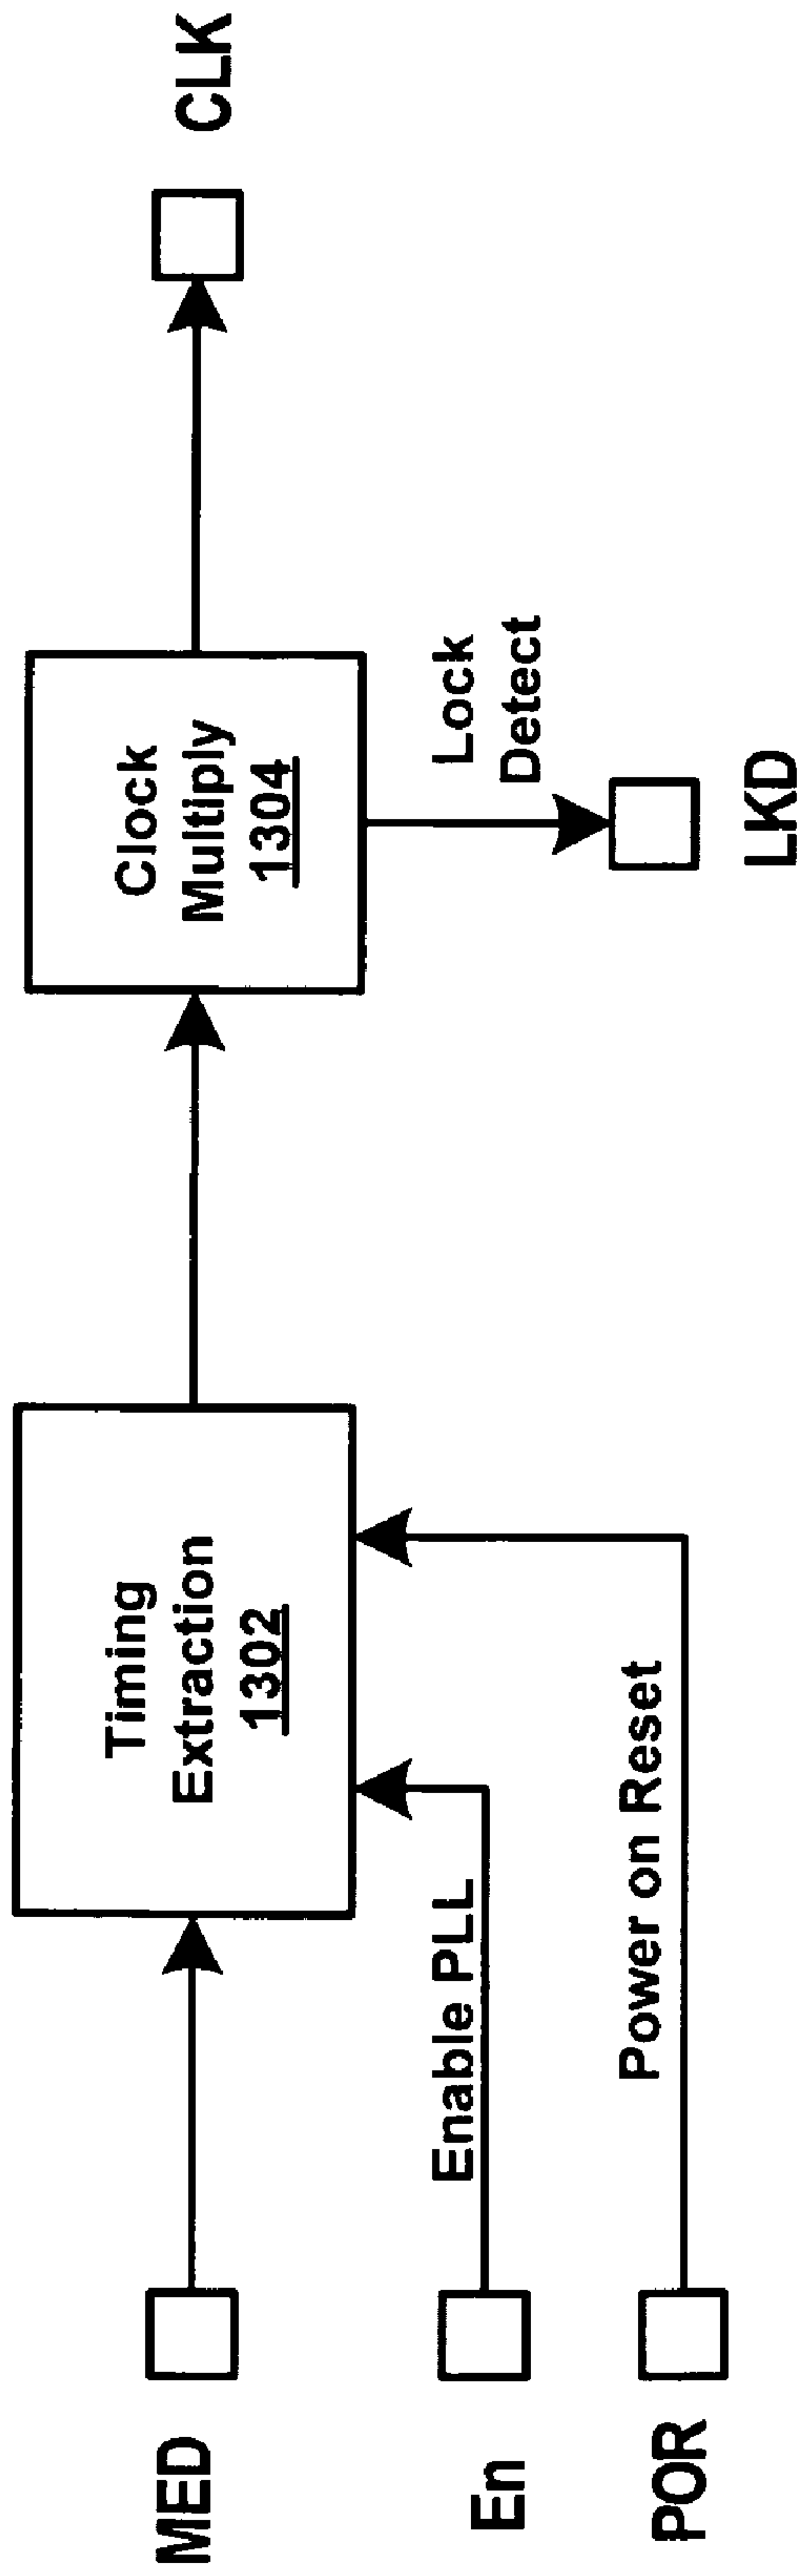 MED
Timing
Extraction
1302
Clock
Multiply
1304
CLK
En
Enable PLL
Lock
Detect
POR
Power on Reset
LKD